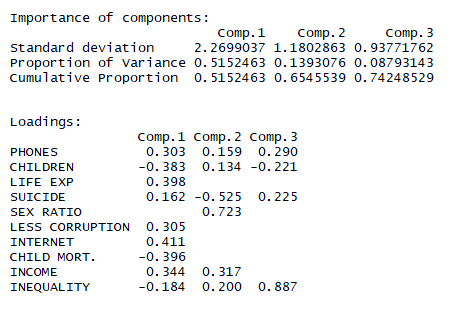 Importance of components:
                          Comp.1    Comp.2     Comp.3
Standard deviation     2.2699037 1.1802863 0.93771762
Proportion of Variance 0.5152463 0.1393076 0.08793143
Cumulative Proportion  0.5152463 0.6545539 0.74248529
Loadings:
                Comp.1 Comp.2 Comp.3
PHONES           0.303  0.159  0.290
CHILDREN        -0.383  0.134 -0.221
LIFE EXP         0.398
SUICIDE          0.162 -0.525  0.225
SEX RATIO               0.723
LESS CORRUPTION  0.305
INTERNET         0.411
CHILD MORT.     -0.396
INCOME           0.344  0.317
INEQUALITY      -0.184  0.200  0.887